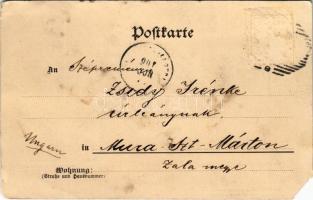 Postkarte
An
Zsidy Irénke
úrleánynak
Ungarn
in Mura-Szt-Márton
Wohnung:
(Straße und Hausnummer)
Zala megye